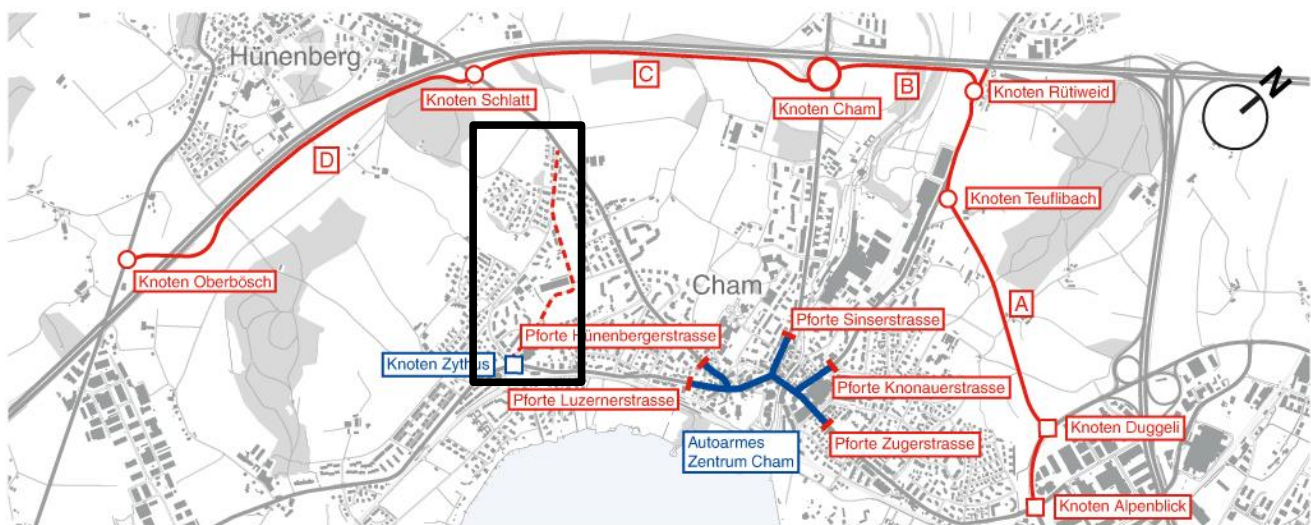 Hünenberg
N
C
B
Knoten Schlatt
Knoten Cham
Knoten Rütiweid
D
Knoten Teuflibach
Knoten Oberbösch
Cham
A
Pforte Sinserstrasse
Pforte Hünenbergerstrasse
Knoten Zythus
Pforte Knonauerstrasse
Pforte Luzernerstrasse
Knoten Duggeli
Pforte Zugerstrasse
Autoarmes
Zentrum Cham
Knoten Alpenblick